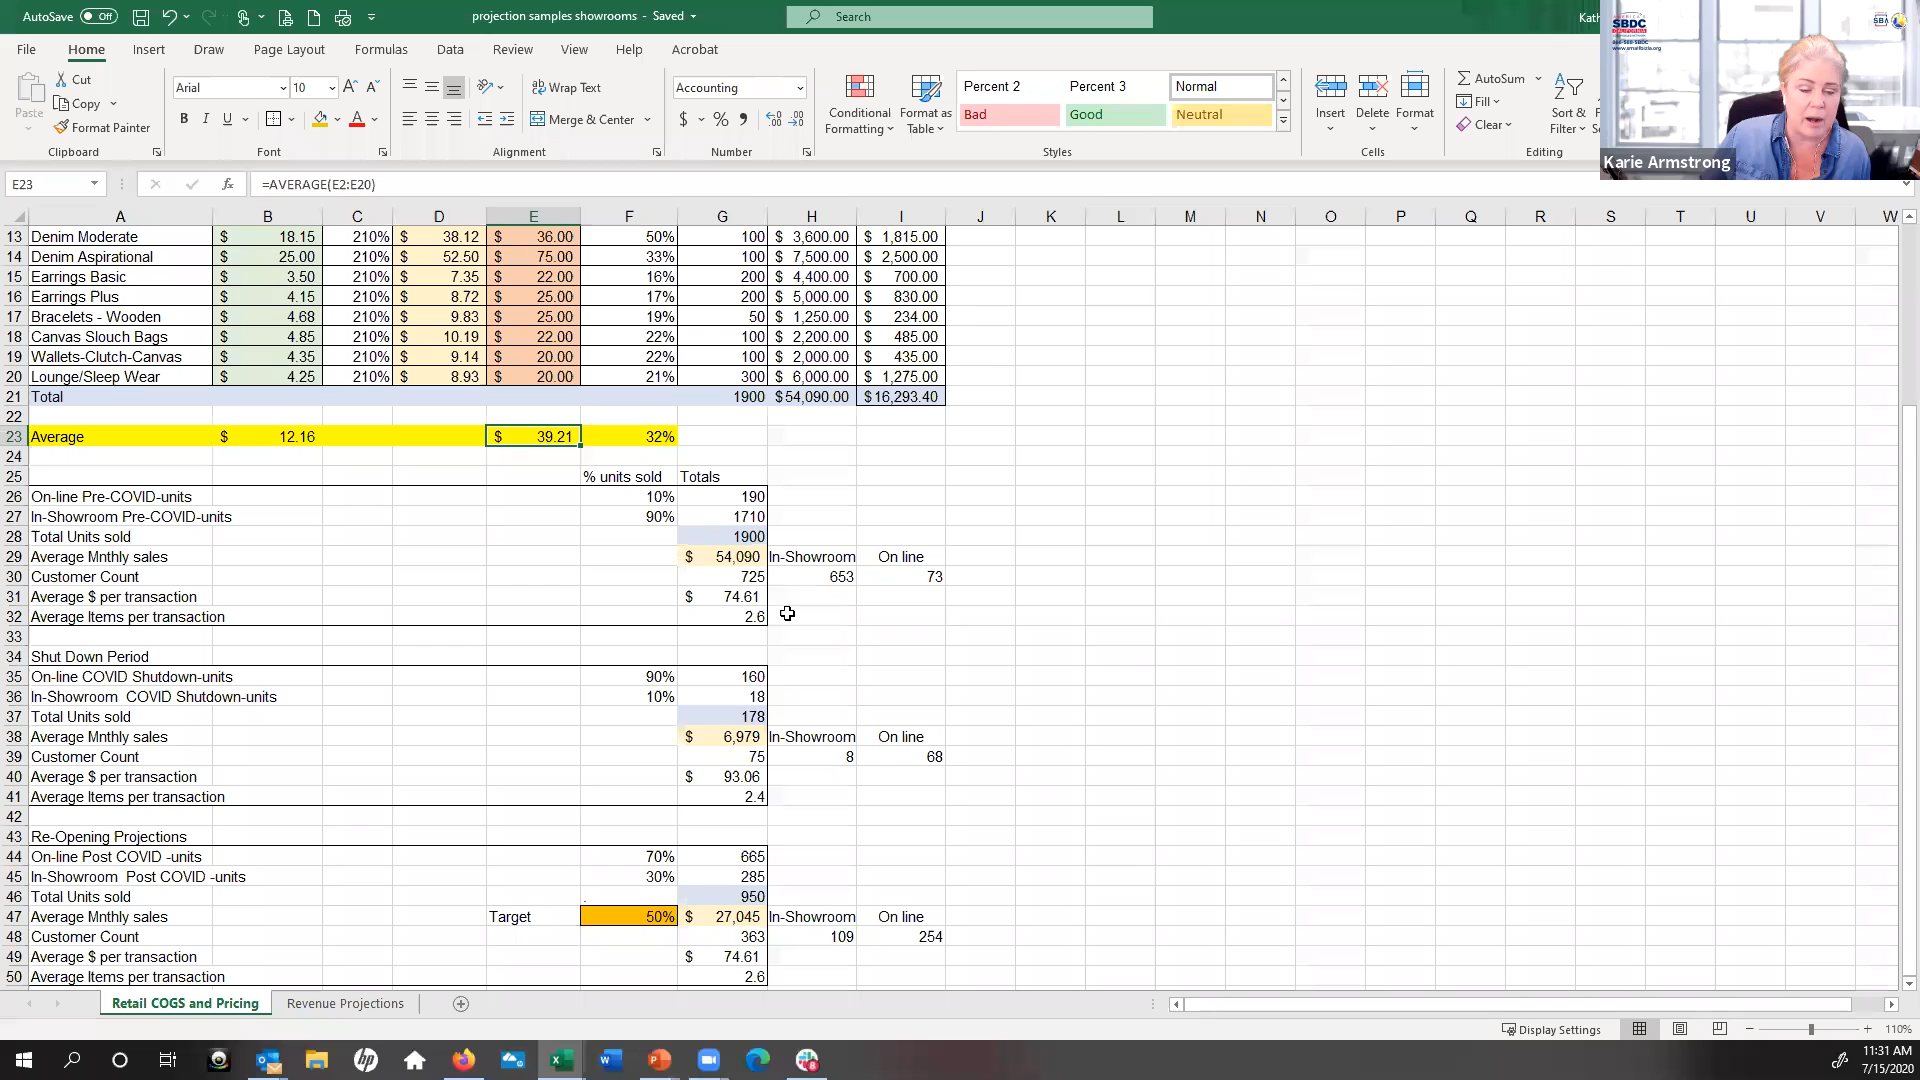 AutoSave Off projection samples showrooms - Saved Search
File Home Insert Draw Page Layout Formulas Data Review View Help Acrobat
Paste Cut Copy Format Painter
Arial 10 B I U A
Wrap Text Merge & Center
Accounting $ %
Conditional Formatting Format as Table
Percent 2 Percent 3 Normal
Bad Good Neutral
Insert Delete Format
AutoSum Fill Clear
Sort & Filter
Clipboard Font Alignment Number Styles Cells Editing
SBDC
CALIFORNIA
SBA
Karie Armstrong
E23 fx =AVERAGE(E2:E20)
A B C D E F G H I J K L M N O P Q R S T U V W
13 Denim Moderate $ 18.15 210% $ 38.12 $ 36.00 50% 100 $ 3,600.00 $ 1,815.00
14 Denim Aspirational $ 25.00 210% $ 52.50 $ 75.00 33% 100 $ 7,500.00 $ 2,500.00
15 Earrings Basic $ 3.50 210% $ 7.35 $ 22.00 16% 200 $ 4,400.00 $ 700.00
16 Earrings Plus $ 4.15 210% $ 8.72 $ 25.00 17% 200 $ 5,000.00 $ 830.00
17 Bracelets - Wooden $ 4.68 210% $ 9.83 $ 25.00 19% 50 $ 1,250.00 $ 234.00
18 Canvas Slouch Bags $ 4.85 210% $ 10.19 $ 22.00 22% 100 $ 2,200.00 $ 485.00
19 Wallets-Clutch-Canvas $ 4.35 210% $ 9.14 $ 20.00 22% 100 $ 2,000.00 $ 435.00
20 Lounge/Sleep Wear $ 4.25 210% $ 8.93 $ 20.00 21% 300 $ 6,000.00 $ 1,275.00
21 Total 1900 $54,090.00 $16,293.40
22
23 Average $ 12.16 $ 39.21 32%
24
25 % units sold Totals
26 On-line Pre-COVID-units 10% 190
27 In-Showroom Pre-COVID-units 90% 1710
28 Total Units sold 1900
29 Average Mnthly sales $ 54,090 In-Showroom On line
30 Customer Count 725 653 73
31 Average $ per transaction $ 74.61
32 Average Items per transaction 2.6
33
34 Shut Down Period
35 On-line COVID Shutdown-units 90% 160
36 In-Showroom COVID Shutdown-units 10% 18
37 Total Units sold 178
38 Average Mnthly sales $ 6,979 In-Showroom On line
39 Customer Count 75 8 68
40 Average $ per transaction $ 93.06
41 Average Items per transaction 2.4
42
43 Re-Opening Projections
44 On-line Post COVID -units 70% 665
45 In-Showroom Post COVID -units 30% 285
46 Total Units sold 950
47 Average Mnthly sales Target 50% $ 27,045 In-Showroom On line
48 Customer Count 363 109 254
49 Average $ per transaction $ 74.61
50 Average Items per transaction 2.6
Retail COGS and Pricing Revenue Projections
Display Settings 110%
11:31 AM
7/15/2020